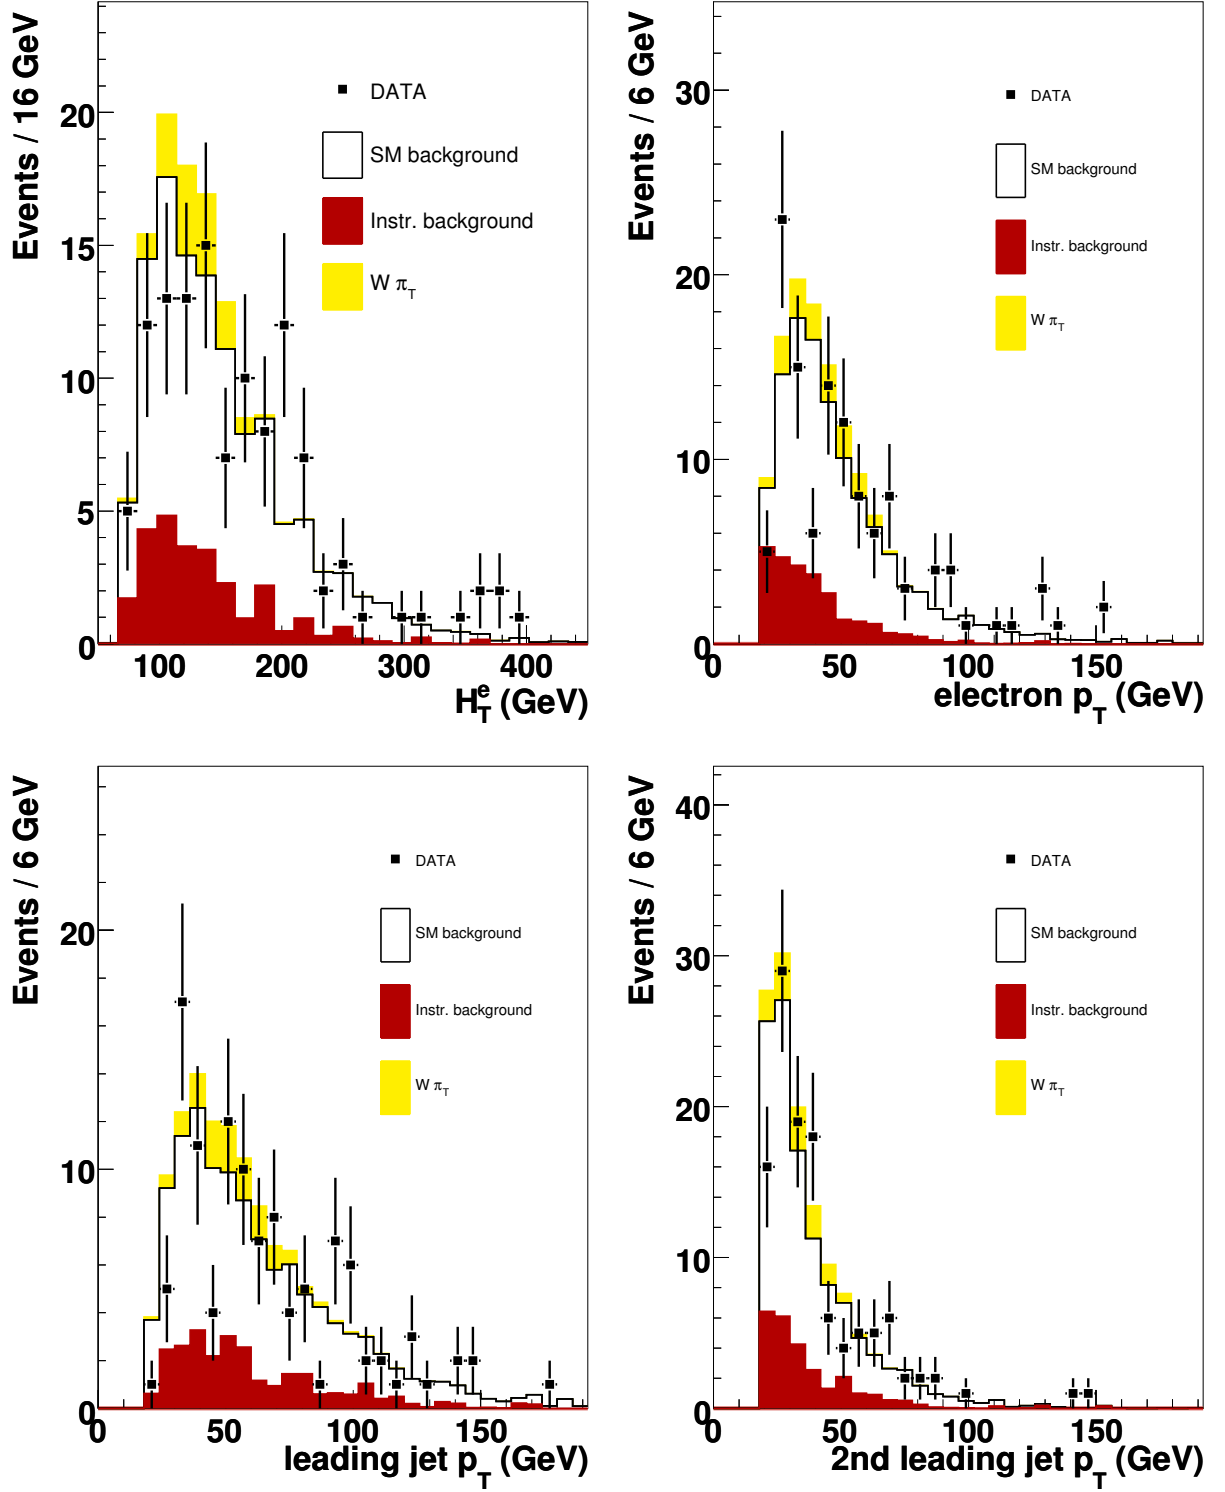 Events / 16 GeV
20
15
10
5
0
DATA
SM background
Instr. background
W π_T
100 200 300 400
H_T^e (GeV)
Events / 6 GeV
30
20
10
0
DATA
SM background
Instr. background
W π_T
0 50 100 150
electron p_T (GeV)
Events / 6 GeV
20
10
0
DATA
SM background
Instr. background
W π_T
0 50 100 150
leading jet p_T (GeV)
Events / 6 GeV
40
30
20
10
0
DATA
SM background
Instr. background
W π_T
0 50 100 150
2nd leading jet p_T (GeV)